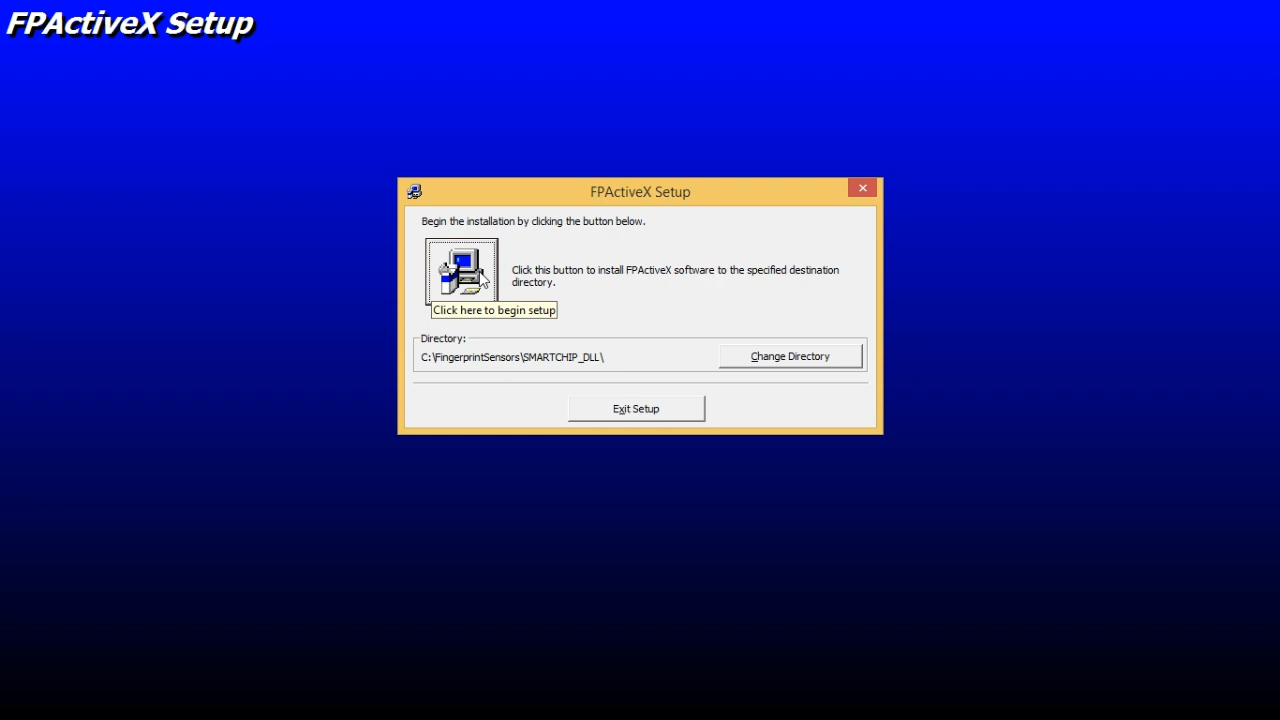 FPActiveX Setup
FPActiveX Setup
Begin the installation by clicking the button below.
Click this button to install FPActiveX software to the specified destination
directory.
Click here to begin setup
Directory:
C:\FingerprintSensors\SMARTCHIP_DLL\
Change Directory
Exit Setup